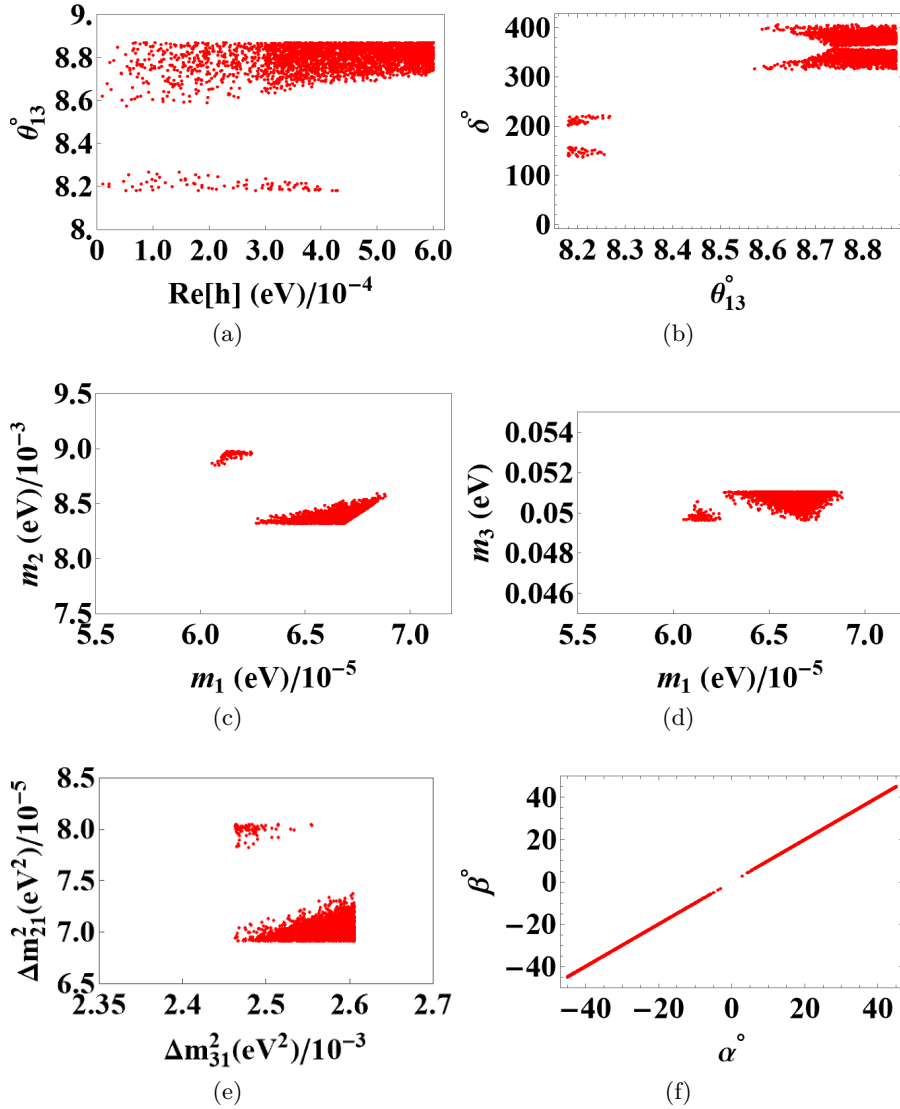 9.
8.8
8.6
8.4
8.2
8.
θ°13
0 1.0 2.0 3.0 4.0 5.0 6.0
Re[h] (eV)/10−4
(a)
400
300
200
100
0
δ°
8.2 8.3 8.4 8.5 8.6 8.7 8.8
θ°13
(b)
9.5
9.0
8.5
8.0
7.5
m2 (eV)/10−3
5.5 6.0 6.5 7.0
m1 (eV)/10−5
(c)
0.054
0.052
0.05
0.048
0.046
m3 (eV)
5.5 6.0 6.5 7.0
m1 (eV)/10−5
(d)
8.5
8.0
7.5
7.0
6.5
Δm²21(eV²)/10−5
2.35 2.4 2.5 2.6 2.7
Δm²31(eV²)/10−3
(e)
40
20
0
−20
−40
β°
−40 −20 0 20 40
α°
(f)